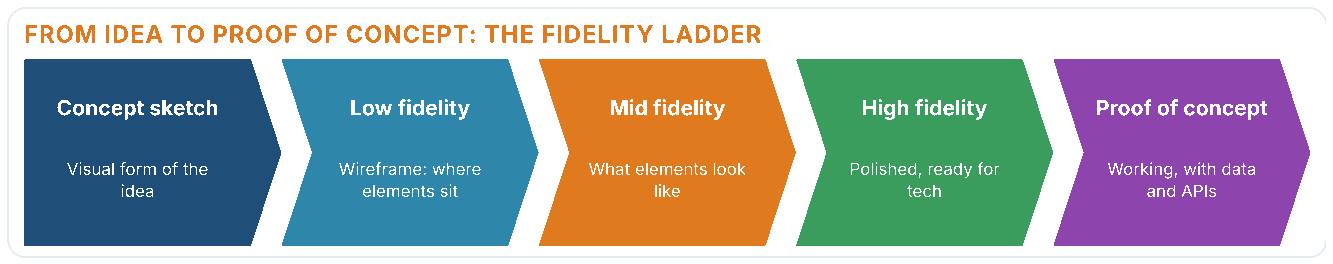 FROM IDEA TO PROOF OF CONCEPT: THE FIDELITY LADDER
Concept sketch
Visual form of the
idea
Low fidelity
Wireframe: where
elements sit
Mid fidelity
What elements look
like
High fidelity
Polished, ready for
tech
Proof of concept
Working, with data
and APIs